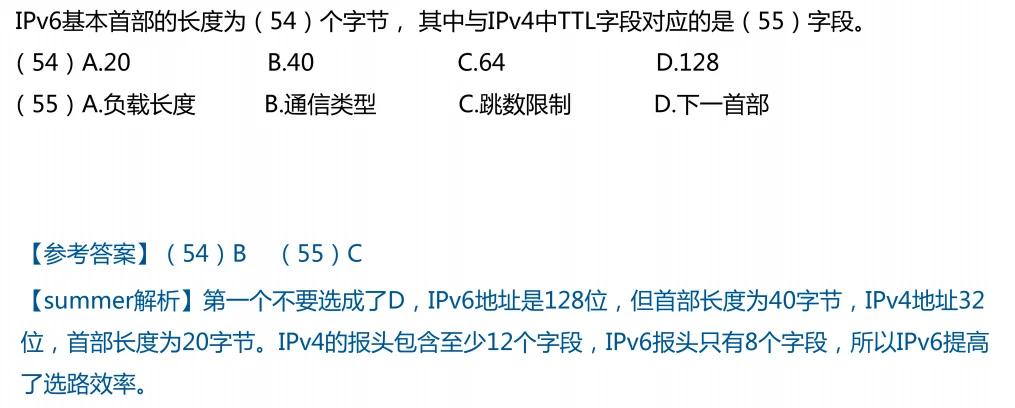 IPv6基本首部的长度为（54）个字节， 其中与IPv4中TTL字段对应的是（55）字段。
（54）A.20 B.40 C.64 D.128
（55）A.负载长度 B.通信类型 C.跳数限制 D.下一首部
【参考答案】（54）B （55）C
【summer解析】第一个不要选成了D，IPv6地址是128位，但首部长度为40字节，IPv4地址32
位，首部长度为20字节。IPv4的报头包含至少12个字段，IPv6报头只有8个字段，所以IPv6提高
了选路效率。